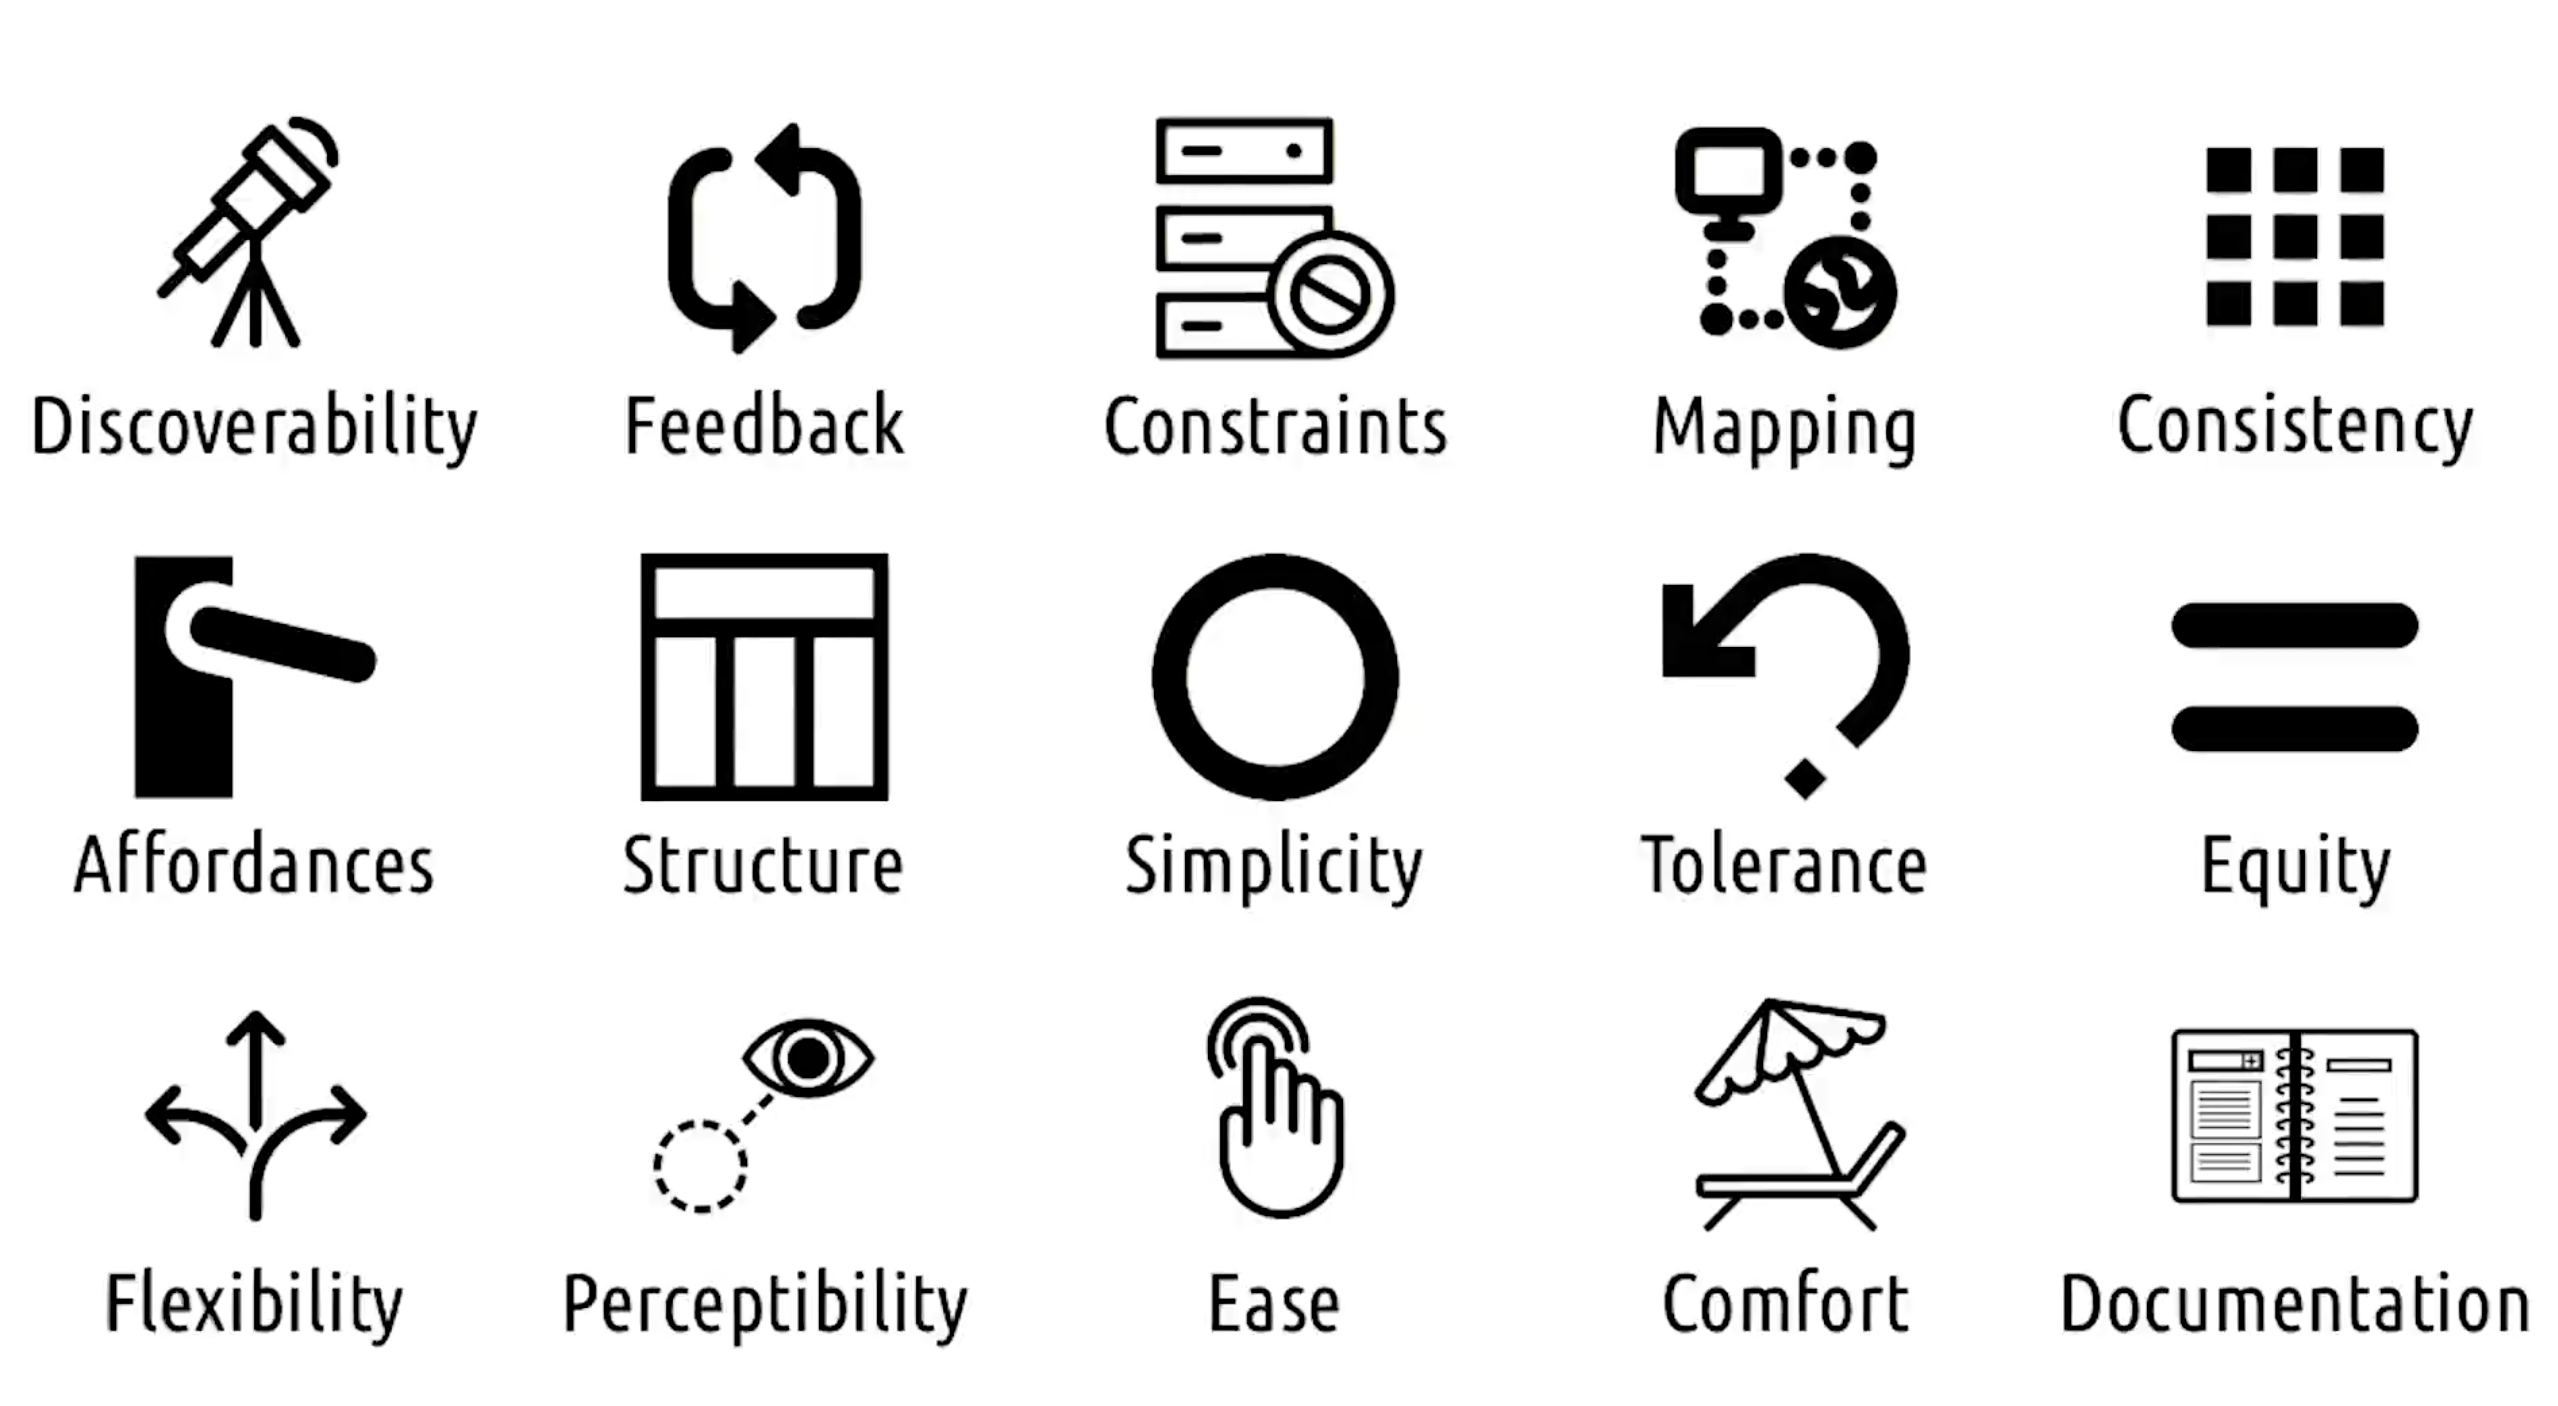 Discoverability
Feedback
Constraints
Mapping
Consistency
Affordances
Structure
Simplicity
Tolerance
Equity
Flexibility
Perceptibility
Ease
Comfort
Documentation